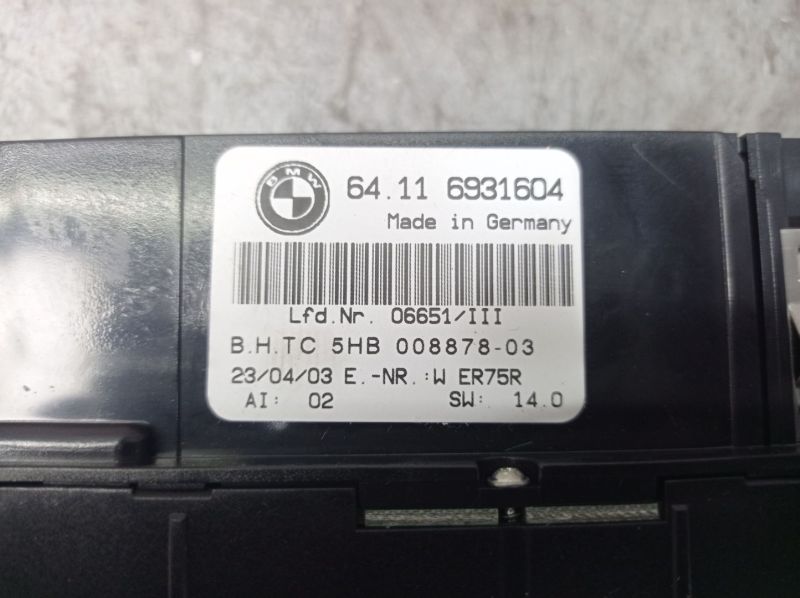 BMW
64.11 6931604
Made in Germany
Lfd.Nr. 06651/III
B.H.TC 5HB 008878-03
23/04/03 E.-NR.:W ER75R
AI: 02 SW: 14.0